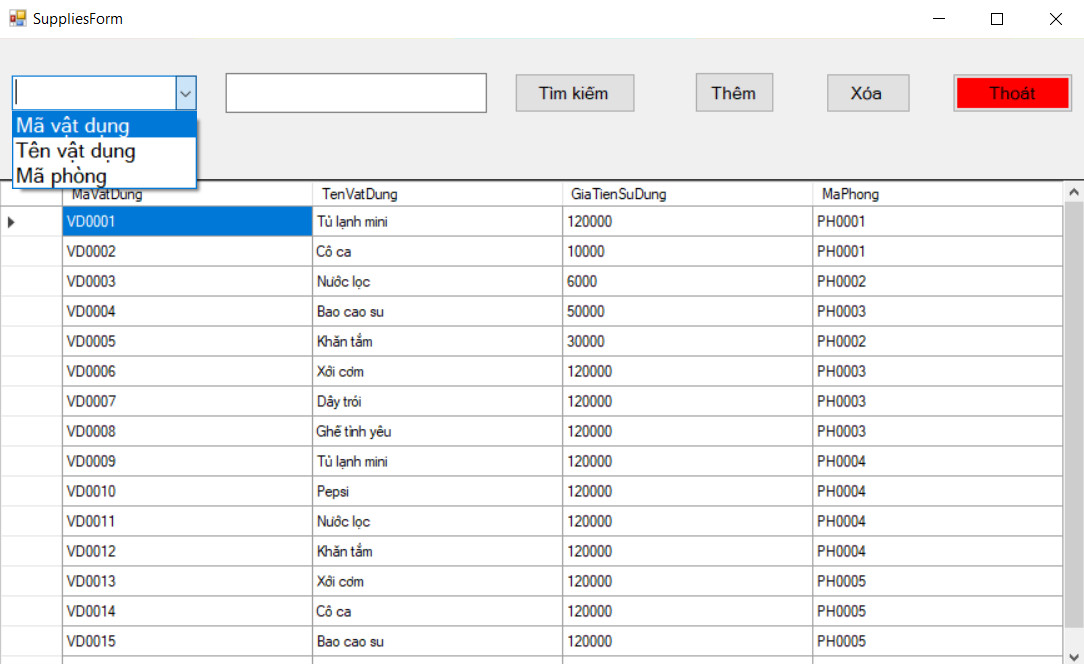 SuppliesForm
Tìm kiếm Thêm Xóa Thoát
Mã vật dụng
Tên vật dụng
Mã phòng
MaVatDung TenVatDung GiaTienSuDung MaPhong
VD0001 Tủ lạnh mini 120000 PH0001
VD0002 Cô ca 10000 PH0001
VD0003 Nước lọc 6000 PH0002
VD0004 Bao cao su 50000 PH0003
VD0005 Khăn tắm 30000 PH0002
VD0006 Xới cơm 120000 PH0003
VD0007 Dây trói 120000 PH0003
VD0008 Ghế tình yêu 120000 PH0003
VD0009 Tủ lạnh mini 120000 PH0004
VD0010 Pepsi 120000 PH0004
VD0011 Nước lọc 120000 PH0004
VD0012 Khăn tắm 120000 PH0004
VD0013 Xới cơm 120000 PH0005
VD0014 Cô ca 120000 PH0005
VD0015 Bao cao su 120000 PH0005